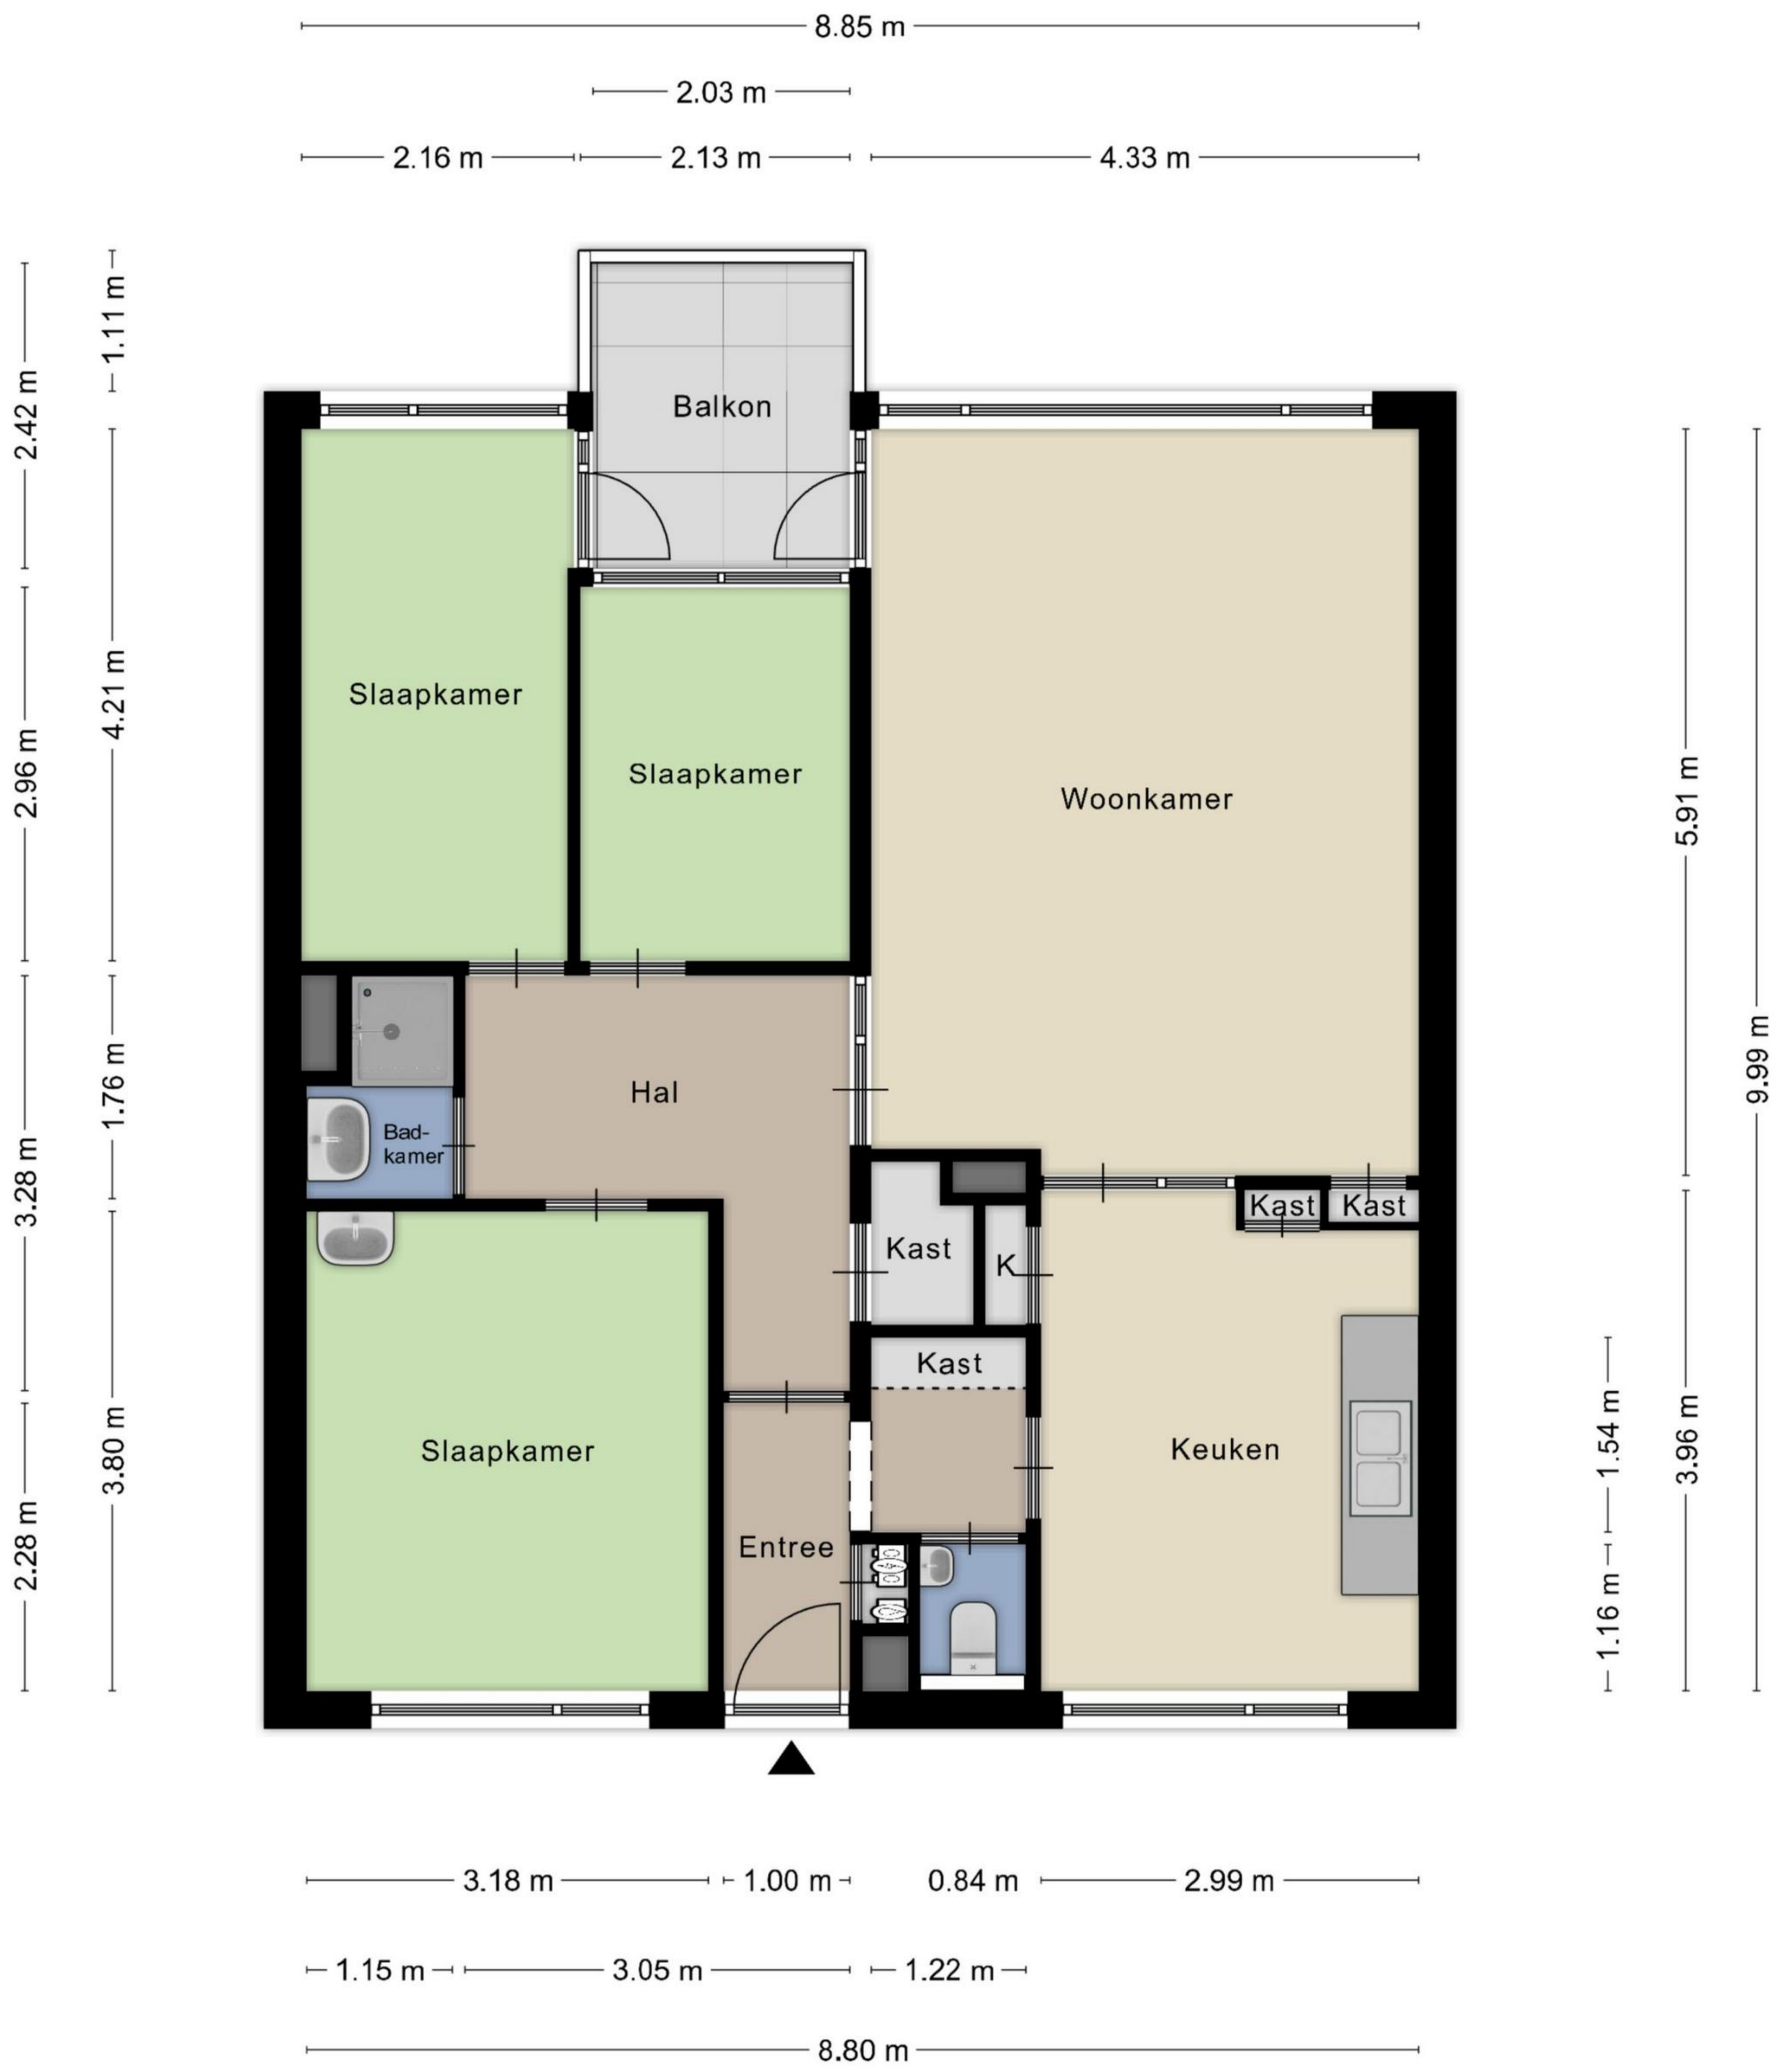 8.85 m
2.03 m
2.16 m
2.13 m
4.33 m
1.11 m
2.42 m
Balkon
4.21 m
2.96 m
Slaapkamer
Slaapkamer
Woonkamer
5.91 m
9.99 m
1.76 m
3.28 m
Hal
Bad-
kamer
Kast
Kast
Kast
K
Kast
3.80 m
2.28 m
Slaapkamer
Entree
Keuken
1.54 m
3.96 m
1.16 m
3.18 m
1.00 m
0.84 m
2.99 m
1.15 m
3.05 m
1.22 m
8.80 m